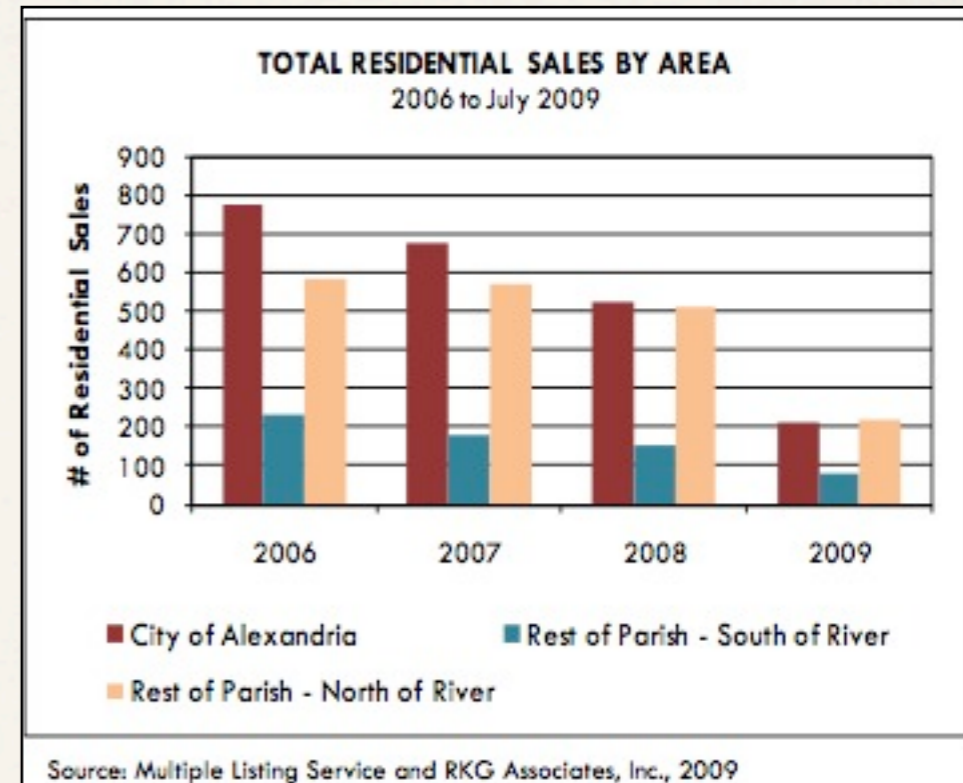 TOTAL RESIDENTIAL SALES BY AREA
2006 to July 2009
# of Residential Sales
900
800
700
600
500
400
300
200
100
0
2006 2007 2008 2009
City of Alexandria Rest of Parish - South of River
Rest of Parish - North of River
Source: Multiple Listing Service and RKG Associates, Inc., 2009